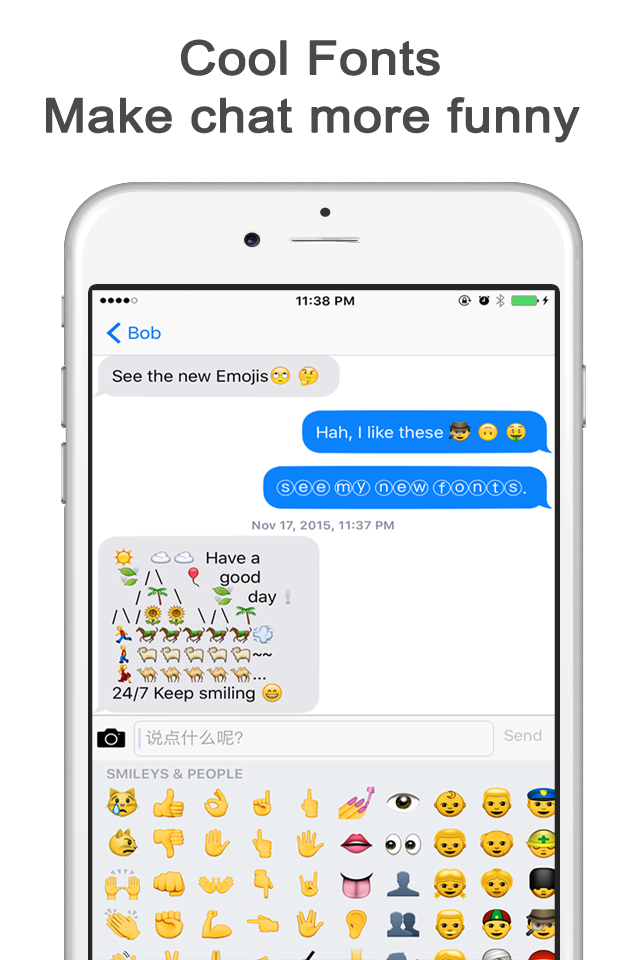 Cool Fonts
Make chat more funny
11:38 PM
Bob
See the new Emojis🙄 🤔
Hah, I like these 🕵 🙃 🤑
ⓢⓔⓔ ⓜⓨ ⓝⓔⓦ ⓕⓞⓝⓣⓢ.
Nov 17, 2015, 11:37 PM
☀️ ☁️☁️ Have a
🍃/\ 🎈 good
/🌴\ 🍃 day ❕
/\/🌻🌻 \/\🌴
🏃🐎🐎🐎🐎🐎💨
🚶🐑🐑🐑🐑🐑~~
💃🐪🐪🐪🐪🐪...
24/7 Keep smiling 😄
说点什么呢?
Send
SMILEYS & PEOPLE